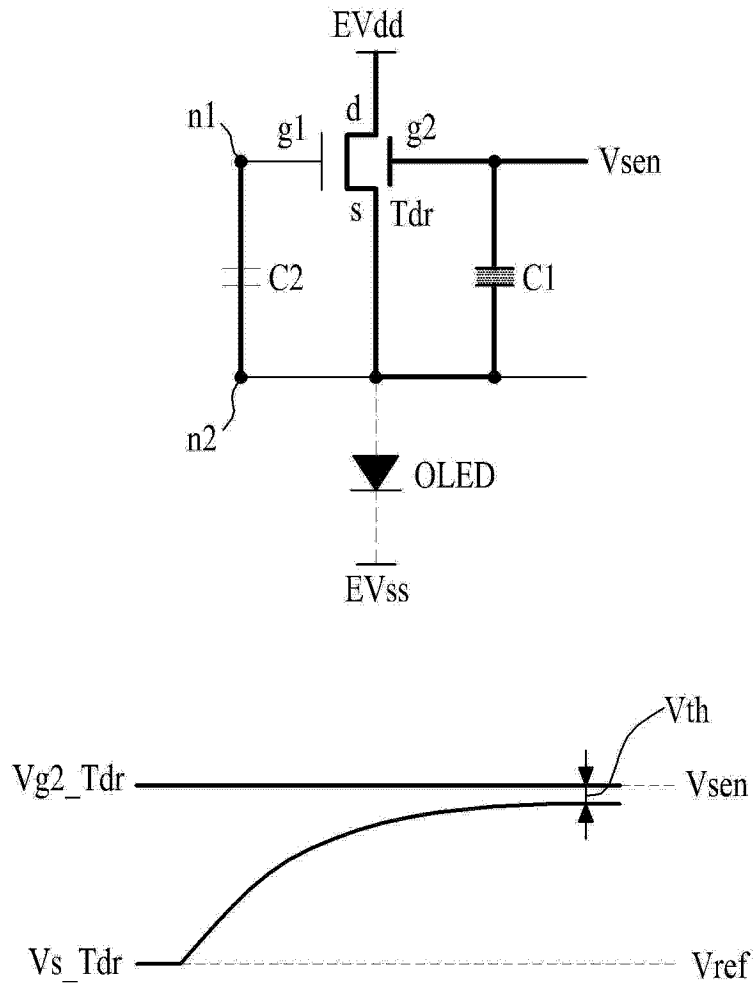 EVdd
n1
g1
d
g2
Vsen
s
Tdr
C2
C1
n2
OLED
EVss
Vth
Vg2_Tdr
Vsen
Vs_Tdr
Vref